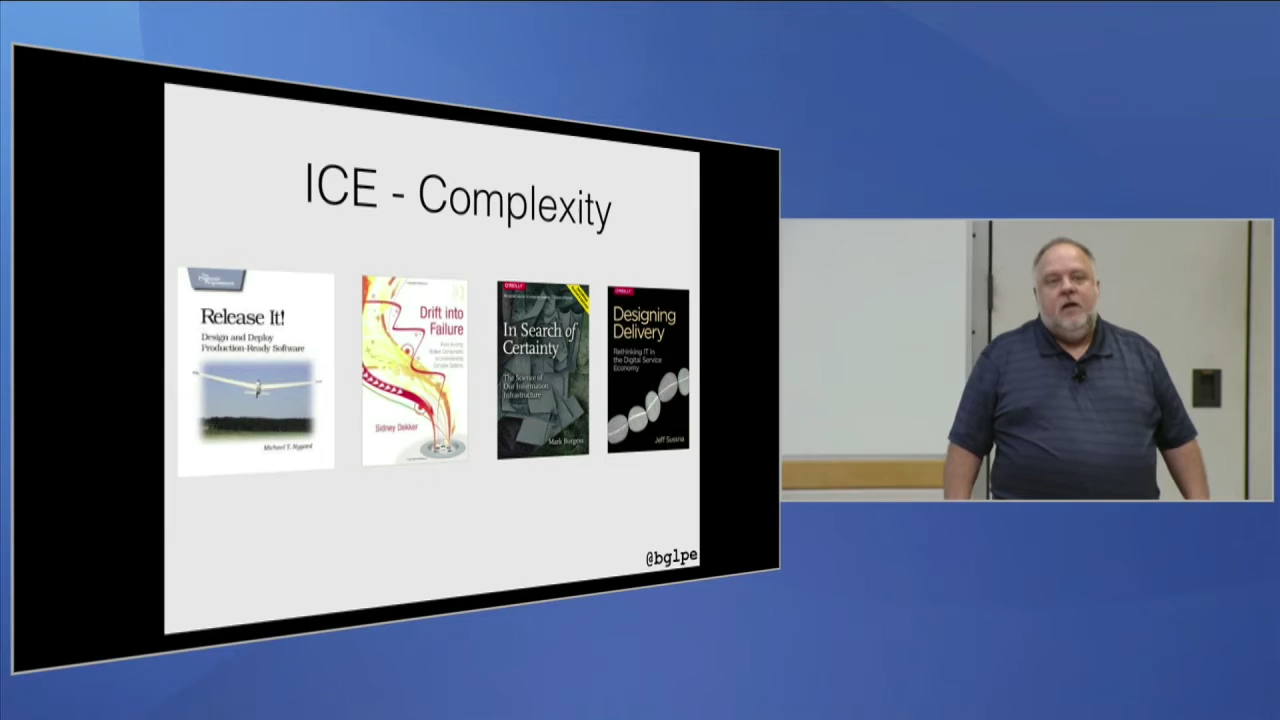 ICE - Complexity
Release It!
Design and Deploy
Production-Ready Software
Michael T. Nygard
Drift into
Failure
Sidney Dekker
O'REILLY
In Search of
Certainty
The Science of
Our Information
Infrastructure
Mark Burgess
O'REILLY
Designing
Delivery
Rethinking IT in
the Digital Service
Economy
Jeff Sussna
@bglpe